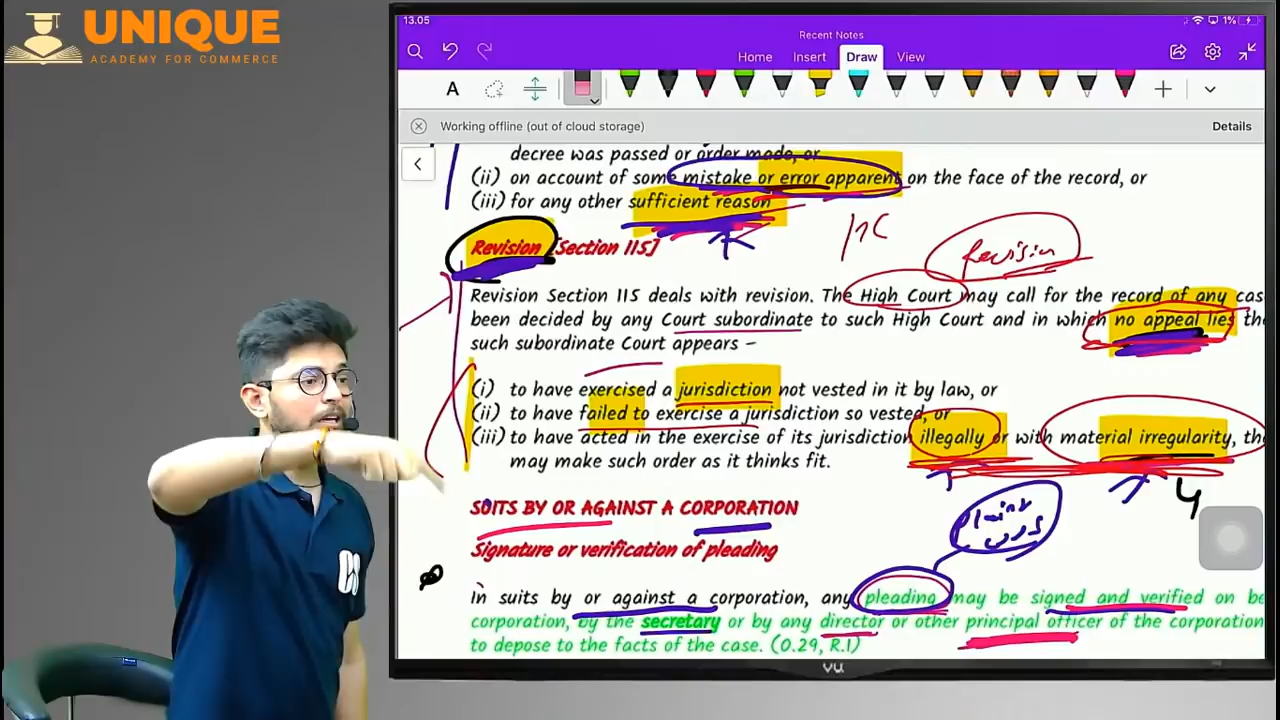 UNIQUE
ACADEMY FOR COMMERCE
13.05
1%
Recent Notes
Home Insert Draw View
A
Working offline (out of cloud storage)
Details
decree was passed or order made, or
(ii) on account of some mistake or error apparent on the face of the record, or
(iii) for any other sufficient reason
Revision [Section 115]
Revision
Revision Section 115 deals with revision. The High Court may call for the record of any cas
been decided by any Court subordinate to such High Court and in which no appeal lies the
such subordinate Court appears –
(i) to have exercised a jurisdiction not vested in it by law, or
(ii) to have failed to exercise a jurisdiction so vested, or
(iii) to have acted in the exercise of its jurisdiction illegally or with material irregularity, the
may make such order as it thinks fit.
4
SUITS BY OR AGAINST A CORPORATION
Plaint
W.S
Signature or verification of pleading
in suits by or against a corporation, any pleading may be signed and verified on be
corporation, by the secretary or by any director or other principal officer of the corporation
to depose to the facts of the case. (O.29, R.1)
VU